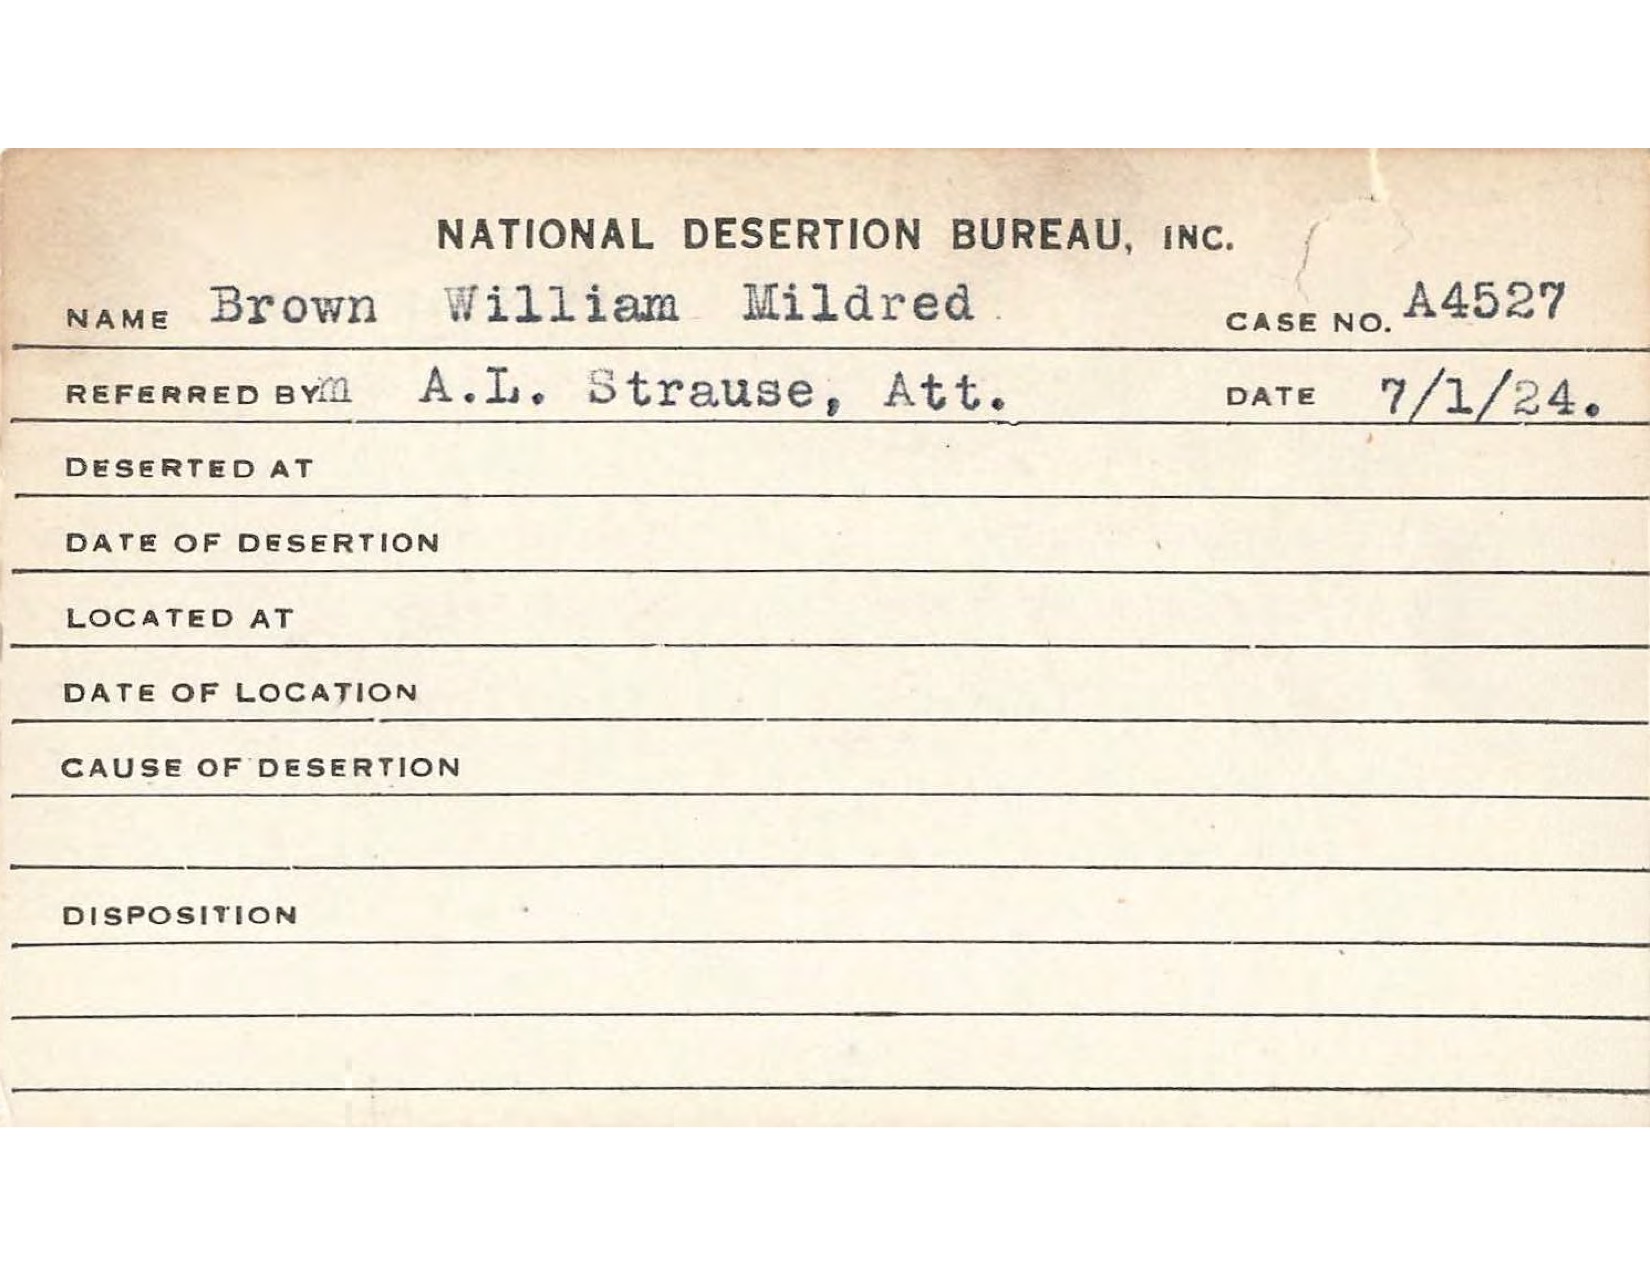 NATIONAL DESERTION BUREAU, INC.
NAME Brown William Mildred CASE NO. A4527
REFERRED BYm A.L. Strause, Att. DATE 7/1/24.
DESERTED AT
DATE OF DESERTION
LOCATED AT
DATE OF LOCATION
CAUSE OF DESERTION
DISPOSITION